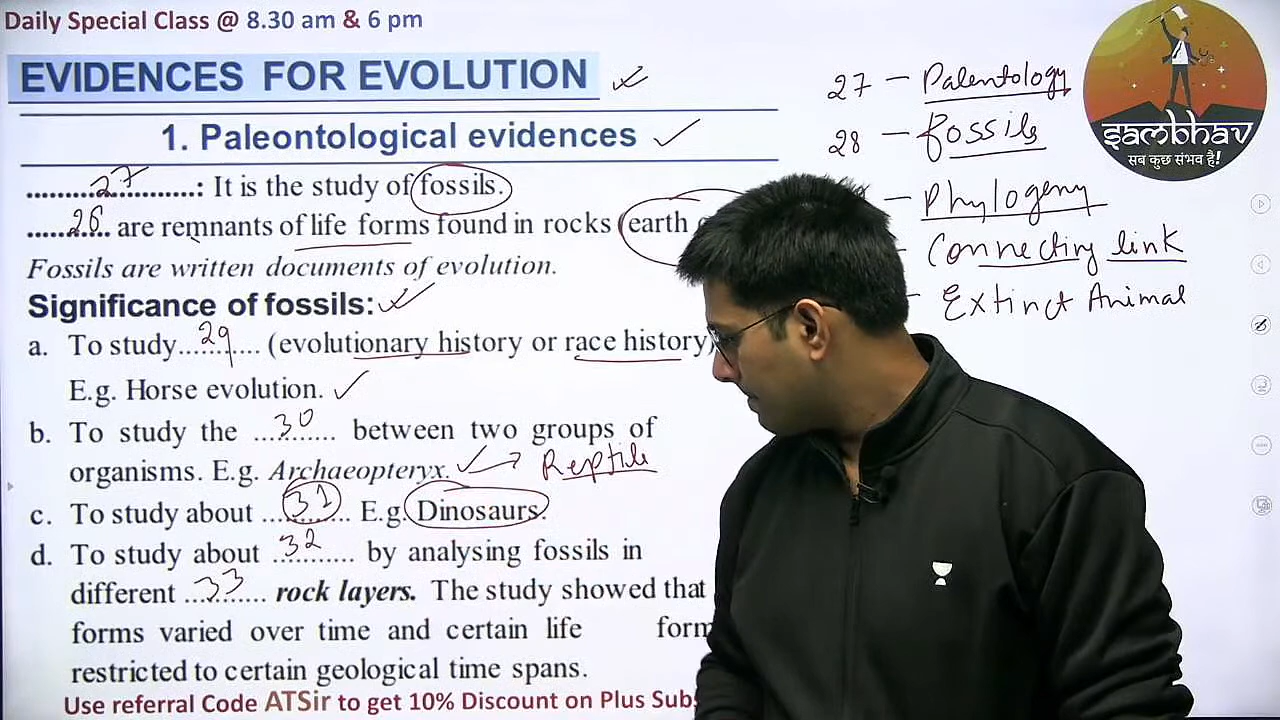 Daily Special Class @ 8.30 am & 6 pm
EVIDENCES FOR EVOLUTION
1. Paleontological evidences
....27....: It is the study of fossils.
....26.... are remnants of life forms found in rocks (earth
Fossils are written documents of evolution.
Significance of fossils:
a. To study....29.... (evolutionary history or race history)
E.g. Horse evolution.
b. To study the ....30.... between two groups of
organisms. E.g. Archaeopteryx. → Reptile
c. To study about ....31.... E.g. Dinosaurs.
d. To study about ....32.... by analysing fossils in
different ....33.... rock layers. The study showed that
forms varied over time and certain life form
restricted to certain geological time spans.
Use referral Code ATSir to get 10% Discount on Plus Subs
27 - Palentology
28 - fossils
- Phylogeny
Connecting link
- Extinct Animal
sambhav
सब कुछ संभव है!